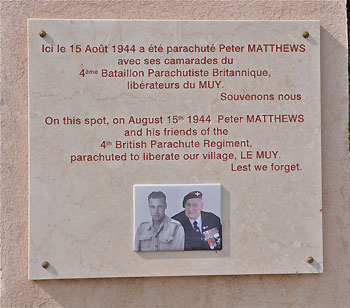 Ici le 15 Août 1944 a été parachuté Peter MATTHEWS
avec ses camarades du
4ème Bataillon Parachutiste Britannique,
libérateurs du MUY.
Souvenons nous
On this spot, on August 15th 1944 Peter MATTHEWS
and his friends of the
4th British Parachute Regiment,
parachuted to liberate our village, LE MUY.
Lest we forget.